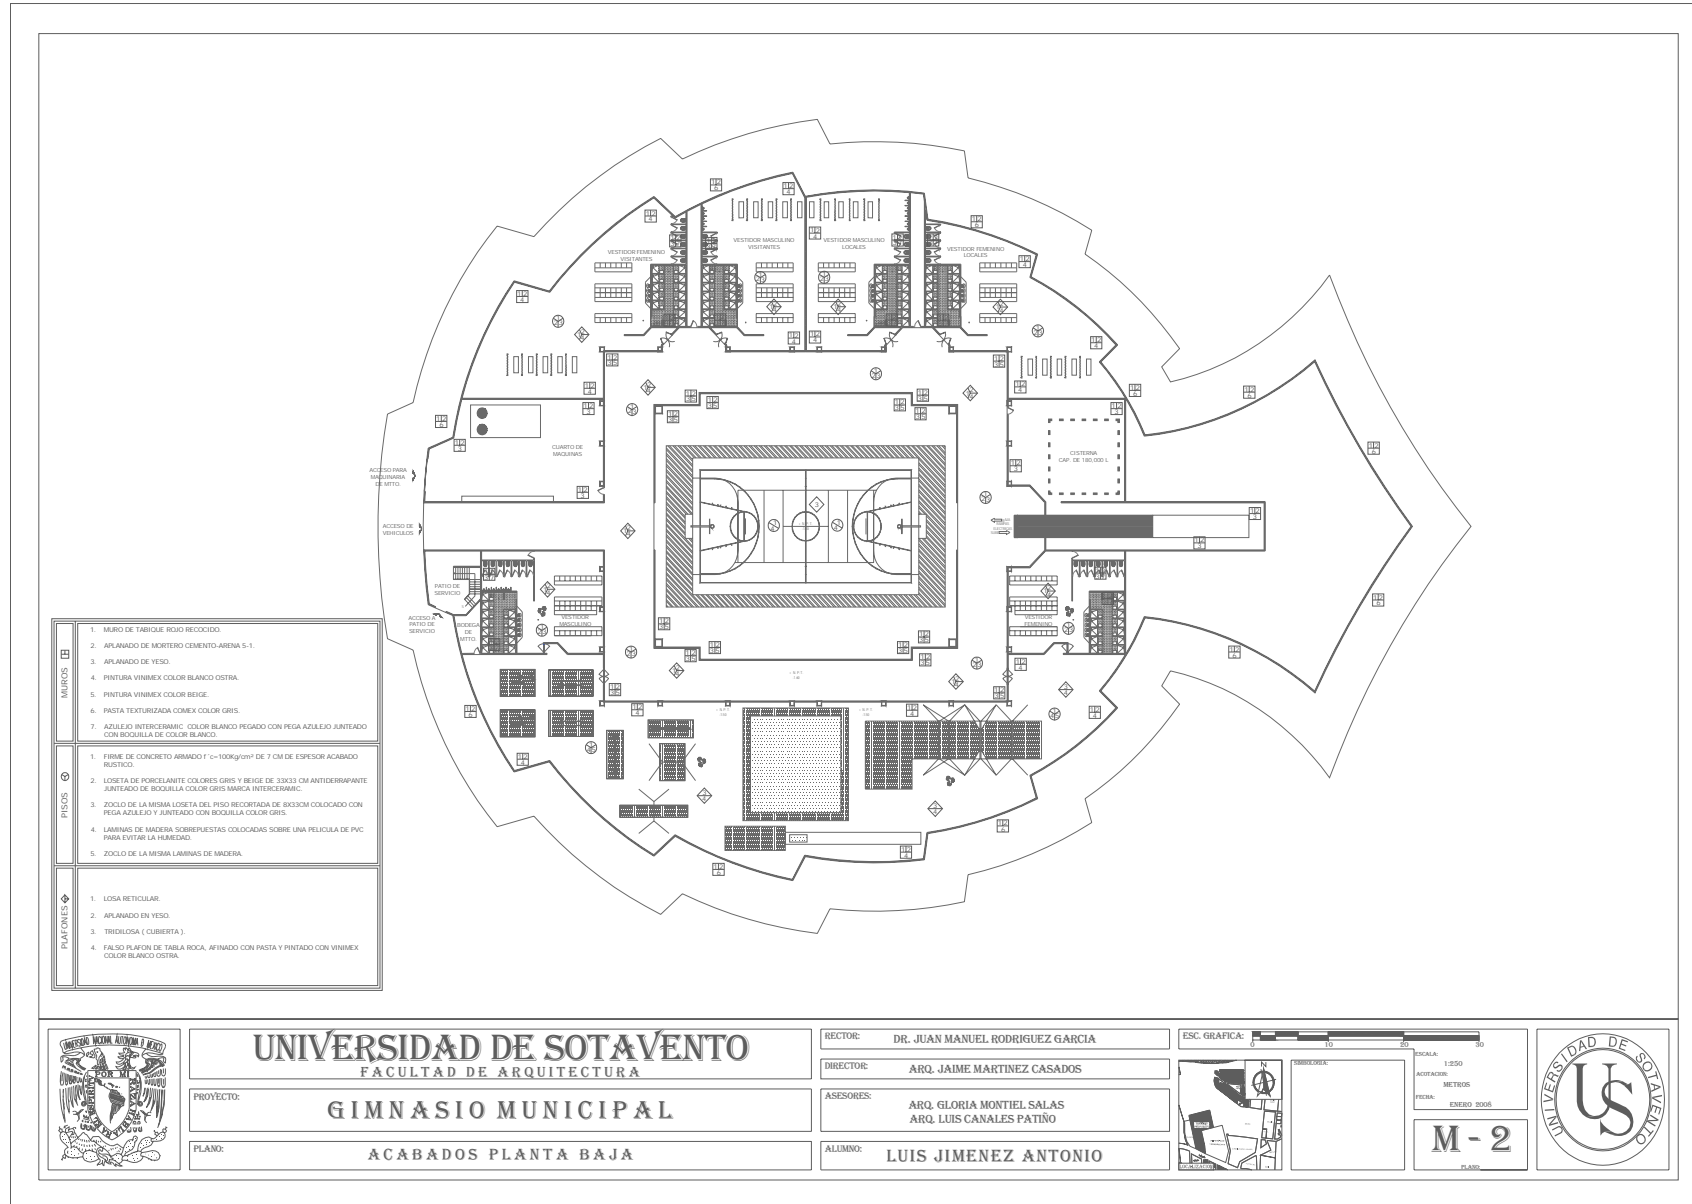 VESTIDOR FEMENINO
VISITANTES
VESTIDOR MASCULINO
VISITANTES
VESTIDOR MASCULINO
LOCALES
VESTIDOR FEMENINO
LOCALES
CUARTO DE
MAQUINAS
CISTERNA
CAP. DE 180,000 L
ACCESO PARA
MAQUINARIA
DE MTTO.
ACCESO DE
VEHICULOS
PATIO DE
SERVICIO
ACCESO A
PATIO DE
SERVICIO
BODEGA
DE
MTTO.
VESTIDOR
MASCULINO
VESTIDOR
FEMENINO
MUROS
1. MURO DE TABIQUE ROJO RECOCIDO.
2. APLANADO DE MORTERO CEMENTO-ARENA 5-1.
3. APLANADO DE YESO.
4. PINTURA VINIMEX COLOR BLANCO OSTRA.
5. PINTURA VINIMEX COLOR BEIGE.
6. PASTA TEXTURIZADA COMEX COLOR GRIS.
7. AZULEJO INTERCERAMIC COLOR BLANCO PEGADO CON PEGA AZULEJO JUNTEADO
CON BOQUILLA DE COLOR BLANCO.
PISOS
1. FIRME DE CONCRETO ARMADO f´c=100Kg/cm² DE 7 CM DE ESPESOR ACABADO
RUSTICO.
2. LOSETA DE PORCELANITE COLORES GRIS Y BEIGE DE 33X33 CM ANTIDERRAPANTE
JUNTEADO DE BOQUILLA COLOR GRIS MARCA INTERCERAMIC.
3. ZOCLO DE LA MISMA LOSETA DEL PISO RECORTADA DE 8X33CM COLOCADO CON
PEGA AZULEJO Y JUNTEADO CON BOQUILLA COLOR GRIS.
4. LAMINAS DE MADERA SOBREPUESTAS COLOCADAS SOBRE UNA PELICULA DE PVC
PARA EVITAR LA HUMEDAD.
5. ZOCLO DE LA MISMA LAMINAS DE MADERA.
PLAFONES
1. LOSA RETICULAR.
2. APLANADO EN YESO.
3. TRIDILOSA ( CUBIERTA ).
4. FALSO PLAFON DE TABLA ROCA, AFINADO CON PASTA Y PINTADO CON VINIMEX
COLOR BLANCO OSTRA.
UNIVERSIDAD DE SOTAVENTO
FACULTAD DE ARQUITECTURA
PROYECTO:
GIMNASIO MUNICIPAL
PLANO:
ACABADOS PLANTA BAJA
RECTOR: DR. JUAN MANUEL RODRIGUEZ GARCIA
DIRECTOR: ARQ. JAIME MARTINEZ CASADOS
ASESORES:
ARQ. GLORIA MONTIEL SALAS
ARQ. LUIS CANALES PATIÑO
ALUMNO: LUIS JIMENEZ ANTONIO
ESC. GRAFICA:
0 10 20 30
SIMBOLOGIA:
ESCALA:
1:250
ACOTACION:
METROS
FECHA:
M - 2
PLANO:
UNIVERSIDAD DE SOTAVENTO
US